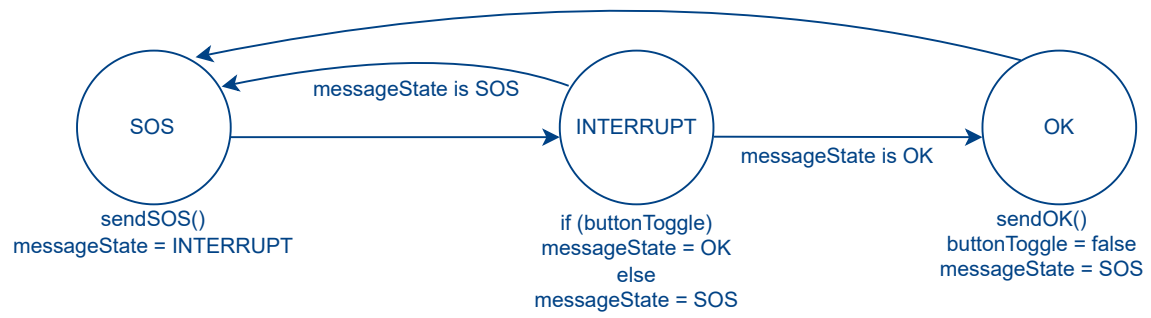 messageState is SOS
SOS
INTERRUPT
OK
messageState is OK
sendSOS()
messageState = INTERRUPT
if (buttonToggle)
messageState = OK
else
messageState = SOS
sendOK()
buttonToggle = false
messageState = SOS